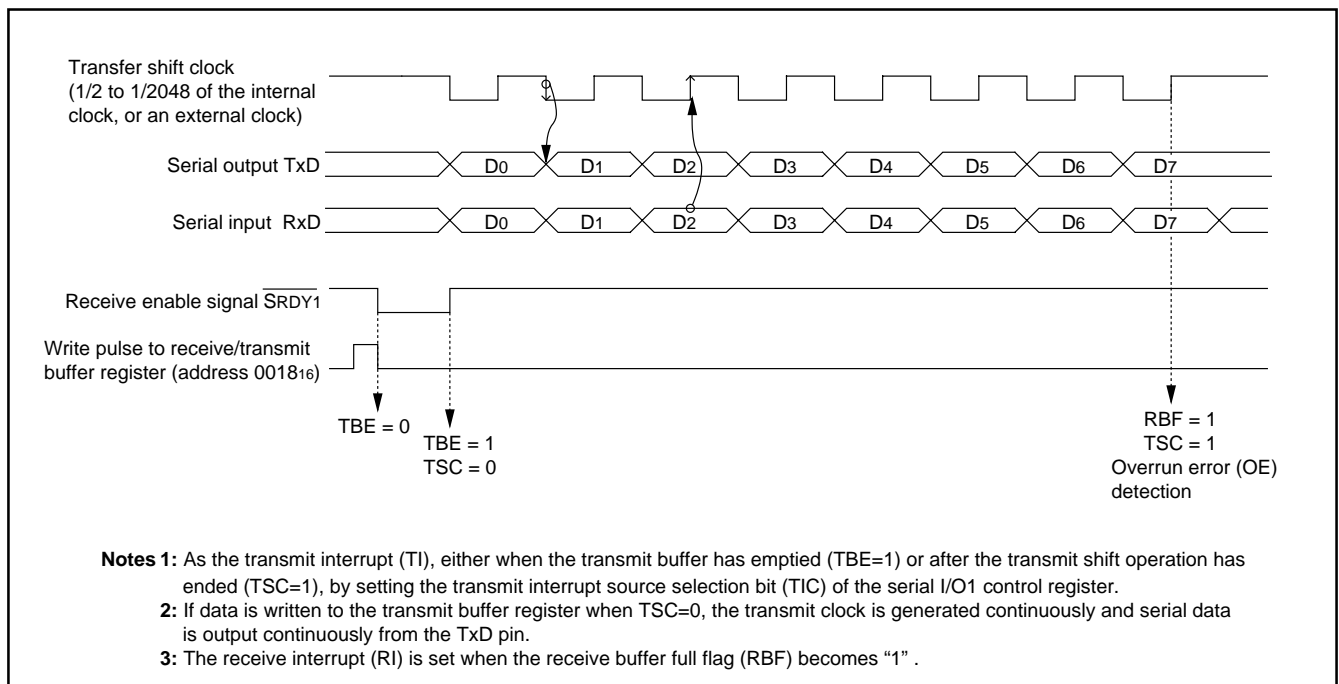 Transfer shift clock
(1/2 to 1/2048 of the internal
clock, or an external clock)
Serial output TxD
D0 D1 D2 D3 D4 D5 D6 D7
Serial input RxD
D0 D1 D2 D3 D4 D5 D6 D7
Receive enable signal S̅R̅D̅Y̅1̅
Write pulse to receive/transmit
buffer register (address 001816)
TBE = 0
TBE = 1
TSC = 0
RBF = 1
TSC = 1
Overrun error (OE)
detection
Notes 1: As the transmit interrupt (TI), either when the transmit buffer has emptied (TBE=1) or after the transmit shift operation has
ended (TSC=1), by setting the transmit interrupt source selection bit (TIC) of the serial I/O1 control register.
2: If data is written to the transmit buffer register when TSC=0, the transmit clock is generated continuously and serial data
is output continuously from the TxD pin.
3: The receive interrupt (RI) is set when the receive buffer full flag (RBF) becomes “1” .